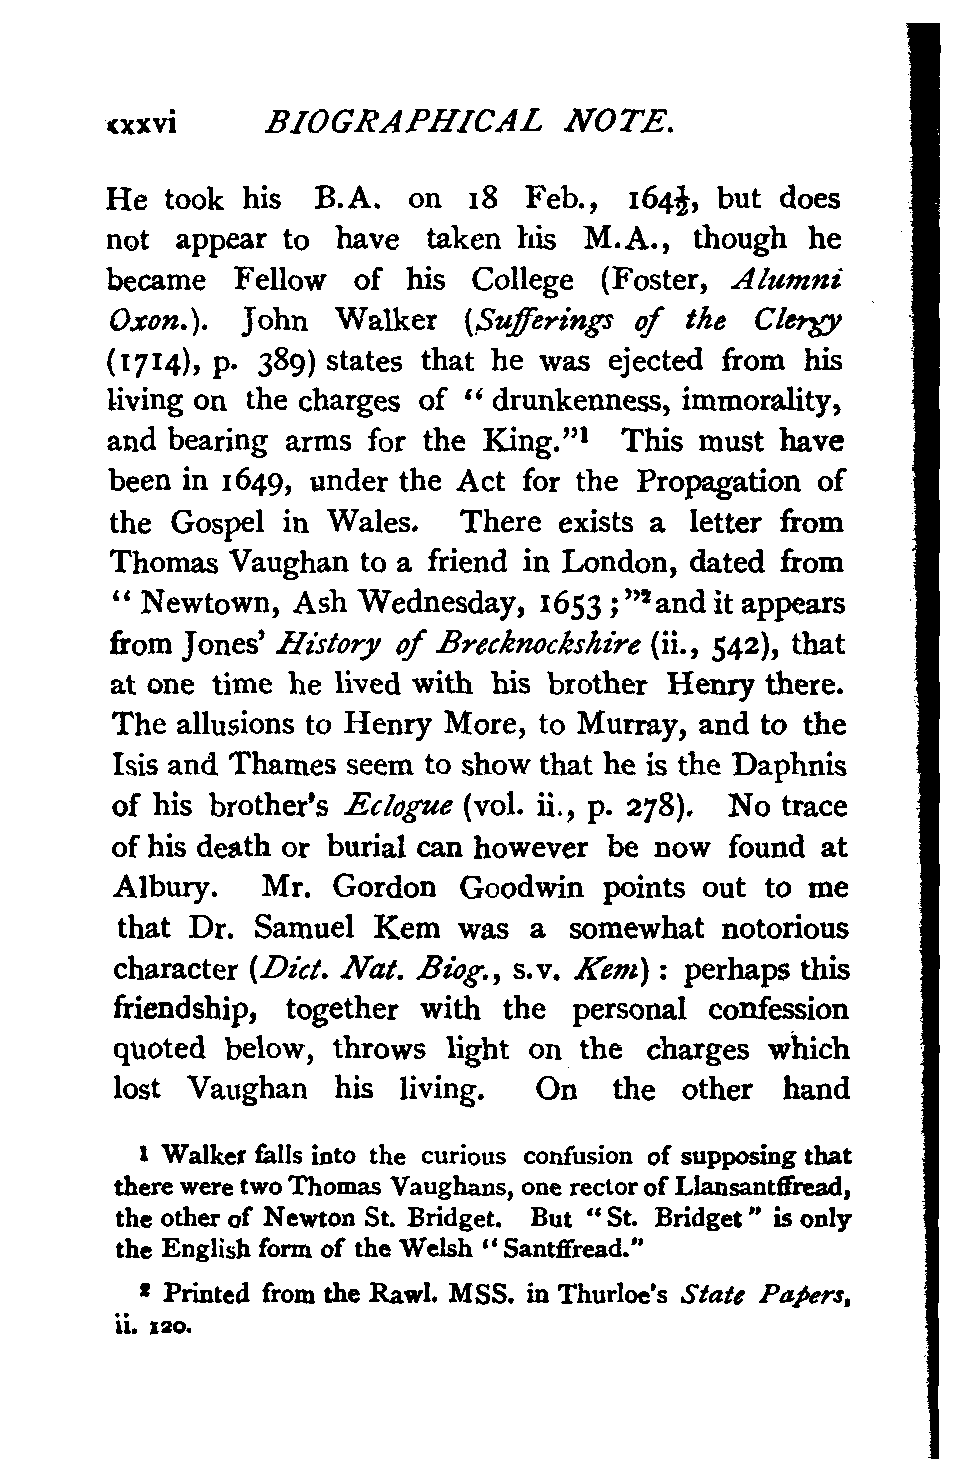 xxxvi BIOGRAPHICAL NOTE.
He took his B.A. on 18 Feb., 164½, but does
not appear to have taken his M.A., though he
became Fellow of his College (Foster, Alumni
Oxon.). John Walker (Sufferings of the Clergy
(1714), p. 389) states that he was ejected from his
living on the charges of “ drunkenness, immorality,
and bearing arms for the King.”¹ This must have
been in 1649, under the Act for the Propagation of
the Gospel in Wales. There exists a letter from
Thomas Vaughan to a friend in London, dated from
“ Newtown, Ash Wednesday, 1653 ;”² and it appears
from Jones’ History of Brecknockshire (ii., 542), that
at one time he lived with his brother Henry there.
The allusions to Henry More, to Murray, and to the
Isis and Thames seem to show that he is the Daphnis
of his brother’s Eclogue (vol. ii., p. 278). No trace
of his death or burial can however be now found at
Albury. Mr. Gordon Goodwin points out to me
that Dr. Samuel Kem was a somewhat notorious
character (Dict. Nat. Biog., s.v. Kem) : perhaps this
friendship, together with the personal confession
quoted below, throws light on the charges which
lost Vaughan his living. On the other hand
1 Walker falls into the curious confusion of supposing that
there were two Thomas Vaughans, one rector of Llansantffread,
the other of Newton St. Bridget. But “ St. Bridget ” is only
the English form of the Welsh “ Santffread.”
2 Printed from the Rawl. MSS. in Thurloe’s State Papers,
ii. 120.